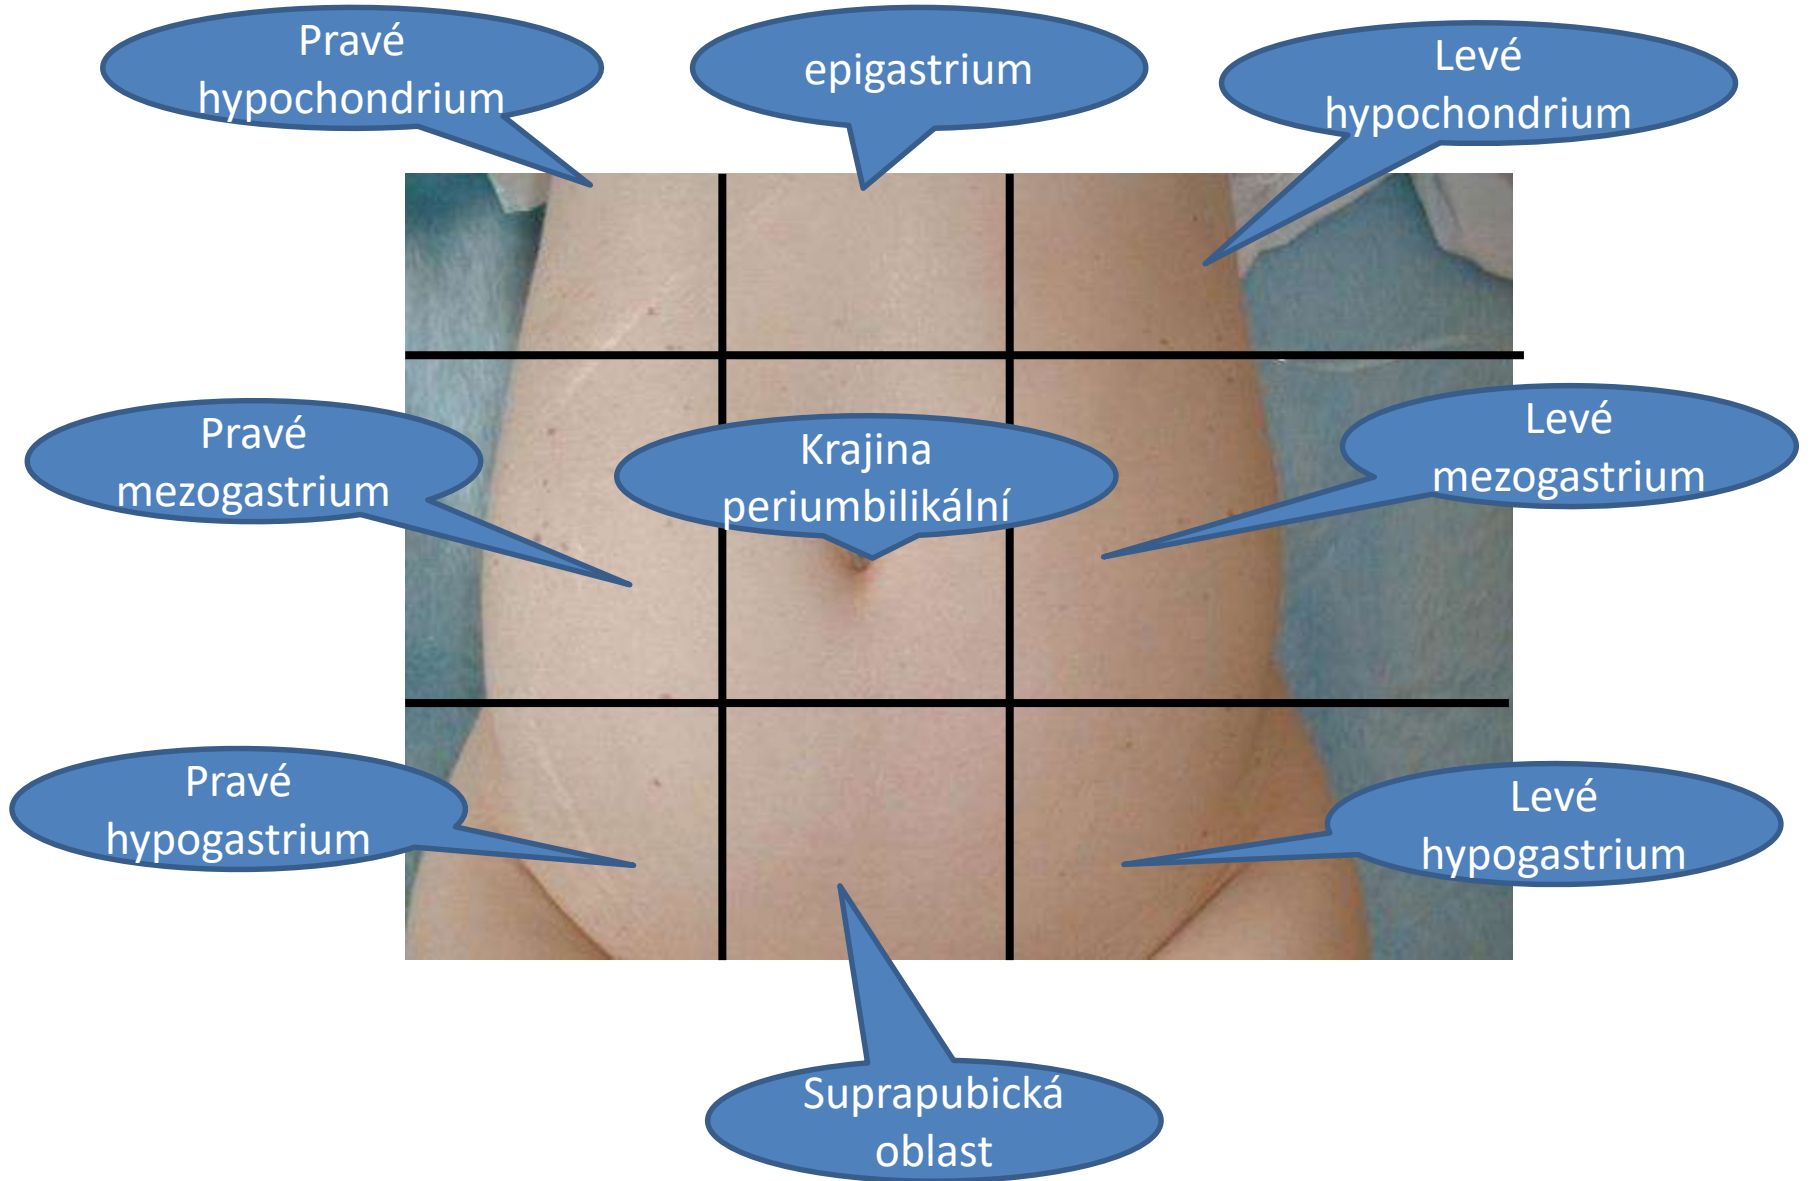 Pravé
hypochondrium
epigastrium
Levé
hypochondrium
Pravé
mezogastrium
Krajina
periumbilikální
Levé
mezogastrium
Pravé
hypogastrium
Levé
hypogastrium
Suprapubická
oblast